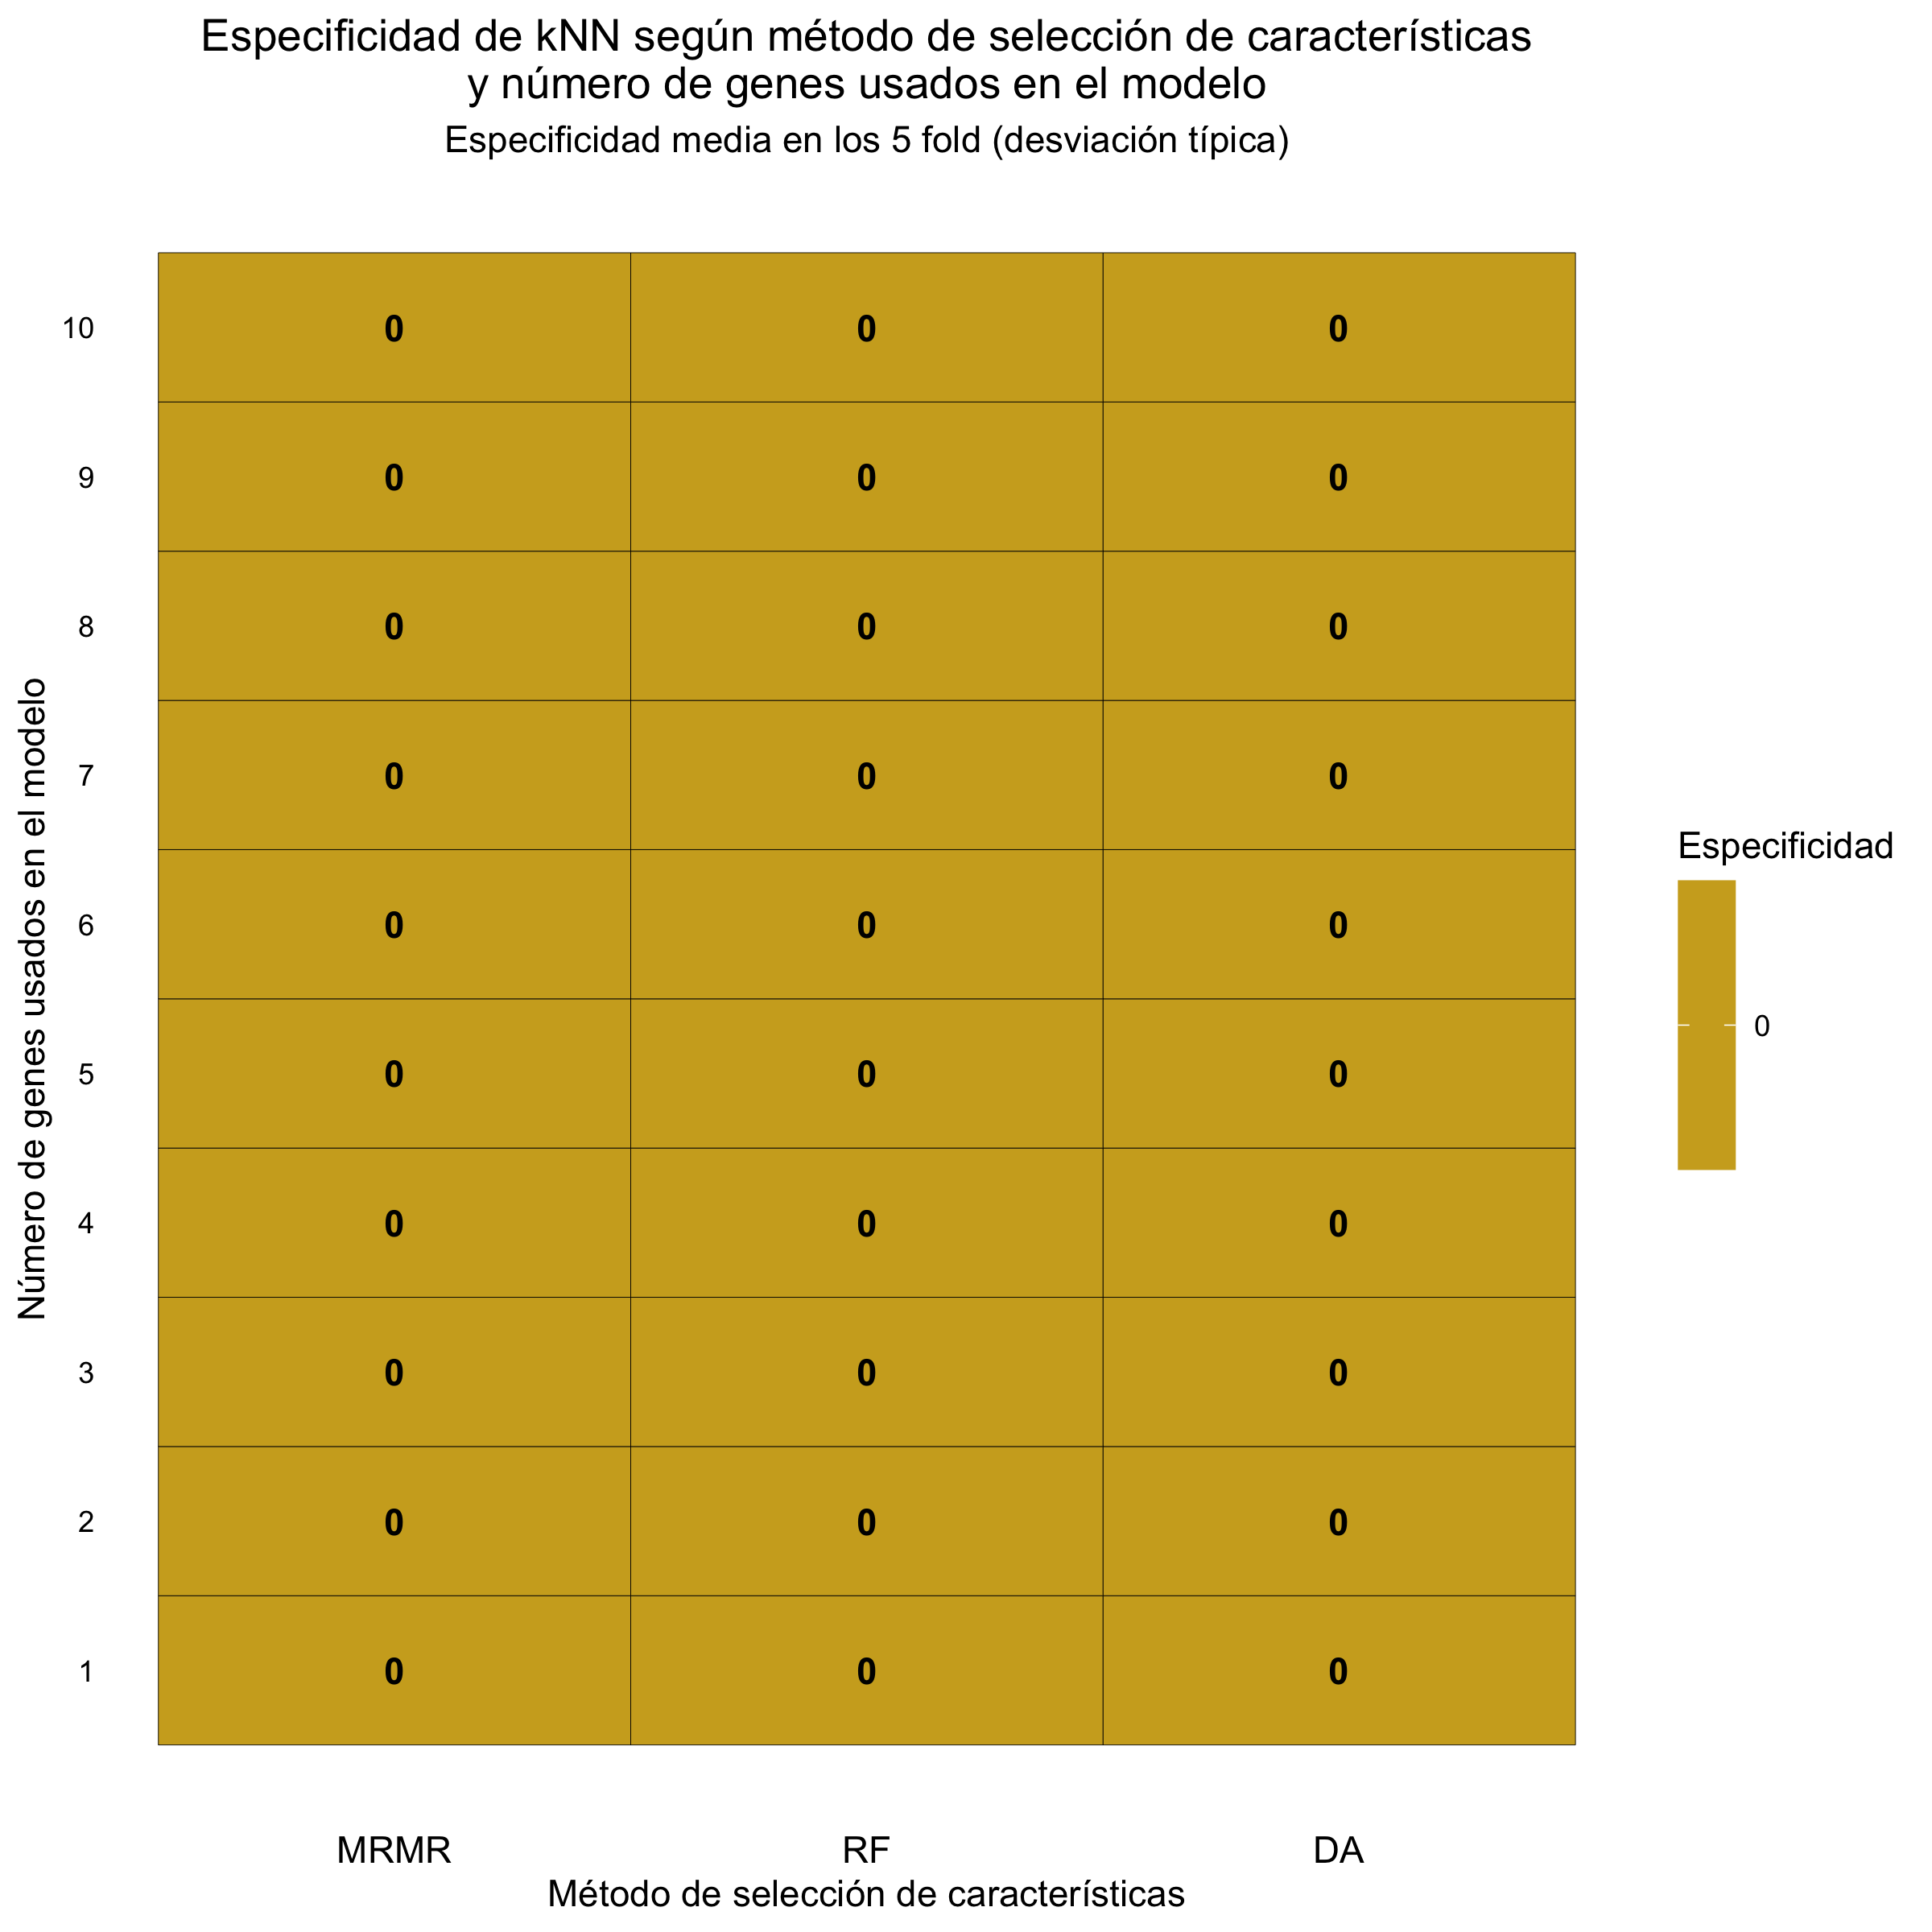 Especificidad de kNN según método de selección de características
y número de genes usados en el modelo
Especificidad media en los 5 fold (desviación típica)
Número de genes usados en el modelo
10 0 0 0
9 0 0 0
8 0 0 0
7 0 0 0
6 0 0 0
5 0 0 0
4 0 0 0
3 0 0 0
2 0 0 0
1 0 0 0
MRMR RF DA
Método de selección de características
Especificidad
0